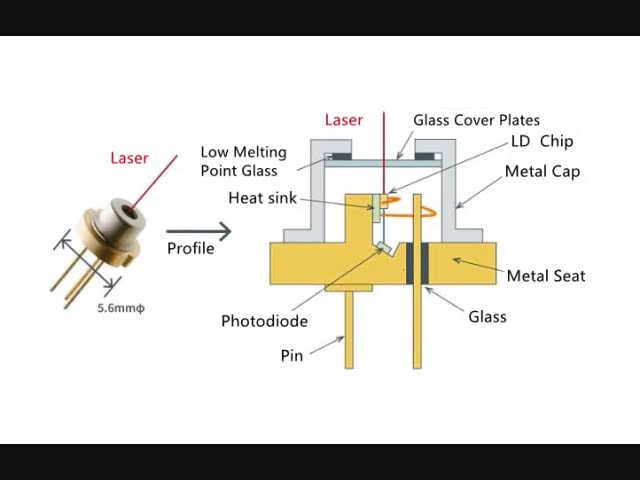 Laser
5.6mmφ
Profile
Laser
Glass Cover Plates
LD Chip
Low Melting
Point Glass
Metal Cap
Heat sink
Metal Seat
Photodiode
Glass
Pin